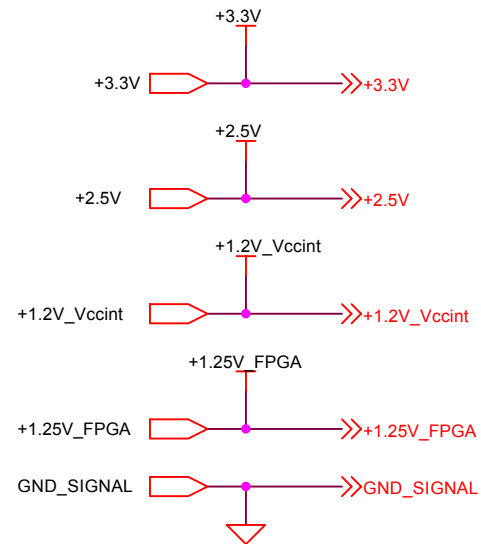 +3.3V
+3.3V +3.3V
+2.5V
+2.5V +2.5V
+1.2V_Vccint
+1.2V_Vccint +1.2V_Vccint
+1.25V_FPGA
+1.25V_FPGA +1.25V_FPGA
GND_SIGNAL GND_SIGNAL